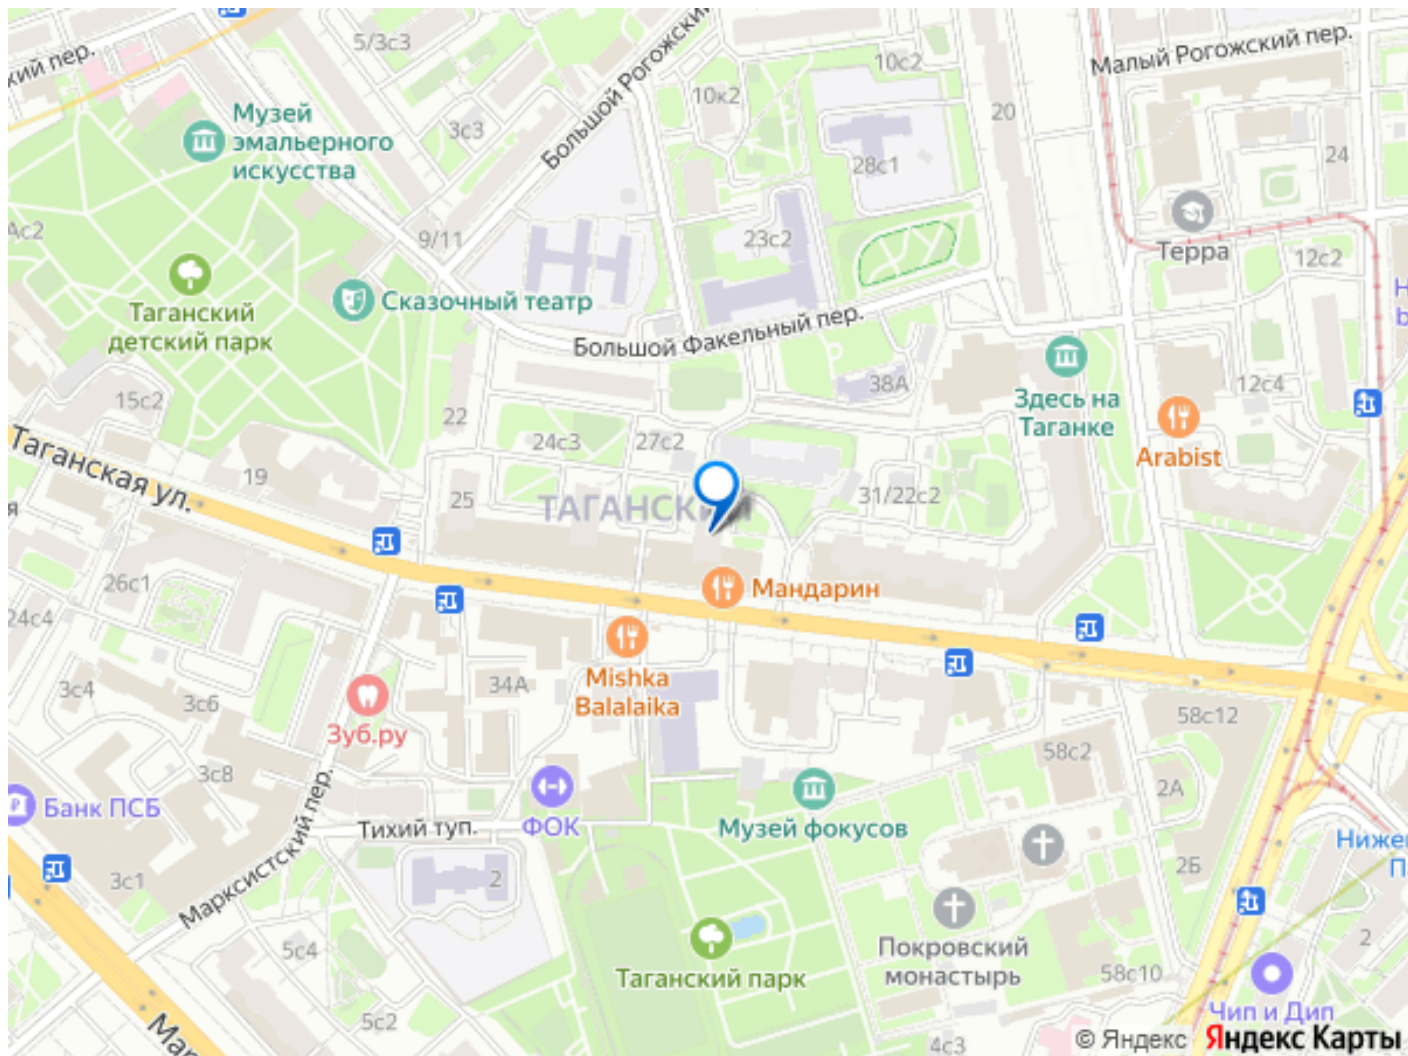 5/3с3
Большой Рогожский
10с2
Малый Рогожский пер.
кий пер.
10к2
Музей
эмальерного
искусства
3с3
20
28с1
24
Ас2
9/11
23с2
Терра
12с2
Таганский
детский парк
Сказочный театр
Большой Факельный пер.
38А
Здесь на
Таганке
12с4
15с2
22
24с3
27с2
Arabist
Таганская ул.
19
25
ТАГАНСКИЙ
31/22с2
26с1
24с4
Мандарин
Mishka
Balalaika
34А
3с4
3с6
Зуб.ру
58с12
58с2
3с8
2А
Банк ПСБ
Тихий туп.
ФОК
Музей фокусов
Марксистский пер.
3с1
2
2Б
5с4
Таганский парк
Покровский
монастырь
58с10
2
Чип и Дип
5с2
4с3
© Яндекс Яндекс Карты